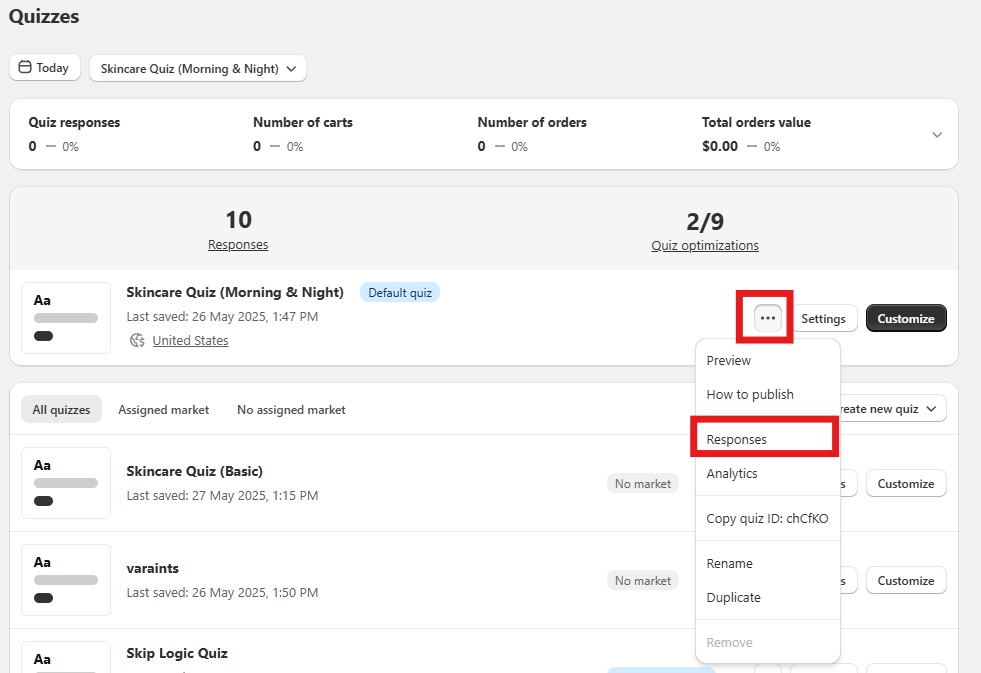 Quizzes
Today
Skincare Quiz (Morning & Night)
Quiz responses Number of carts Number of orders Total orders value
0 — 0% 0 — 0% 0 — 0% $0.00 — 0%
10 2/9
Responses Quiz optimizations
Aa
Skincare Quiz (Morning & Night) Default quiz
Last saved: 26 May 2025, 1:47 PM
United States
... Settings Customize
Preview
How to publish
Responses
Analytics
Copy quiz ID: chCfKO
Rename
Duplicate
Remove
All quizzes Assigned market No assigned market reate new quiz
Aa
Skincare Quiz (Basic)
Last saved: 27 May 2025, 1:15 PM
No market s Customize
Aa
varaints
Last saved: 26 May 2025, 1:50 PM
No market s Customize
Aa
Skip Logic Quiz